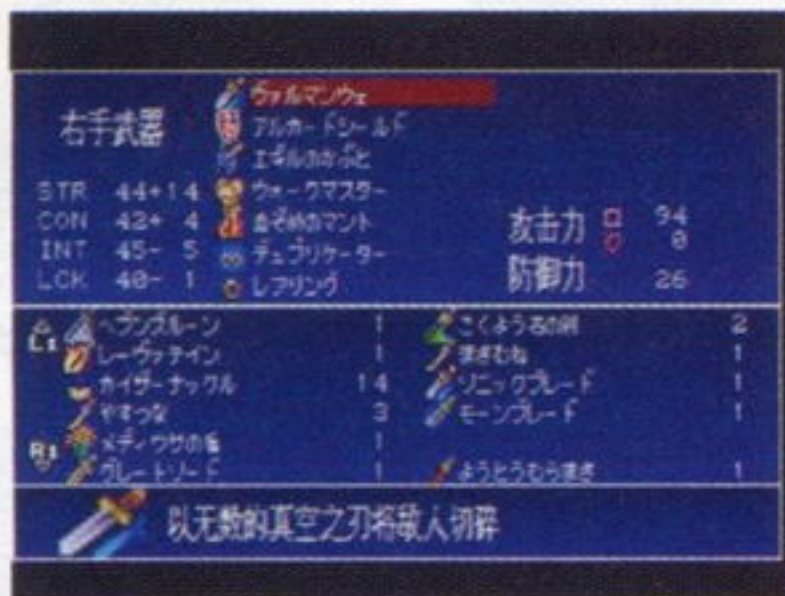 右手武器
ヴァルマンウェ
アルカードシールド
エギルのかぶと
ウォークマスター
血ぞめのマント
デュプリケーター
レアリング
STR 44+14
CON 42+ 4
INT 45- 5
LCK 40- 1
攻击力 94
0
防御力 26
L1
ヘブンズルーン 1
レーヴァテイン 1
カイザーナックル 14
やすつな 3
メディウサの盾 1
グレートソード 1
R1
こくよう石の剣 2
まさむね 1
ソニックブレード 1
モーンブレード 1
ようとうむらまさ 1
以无数的真空之刃将敌人切碎